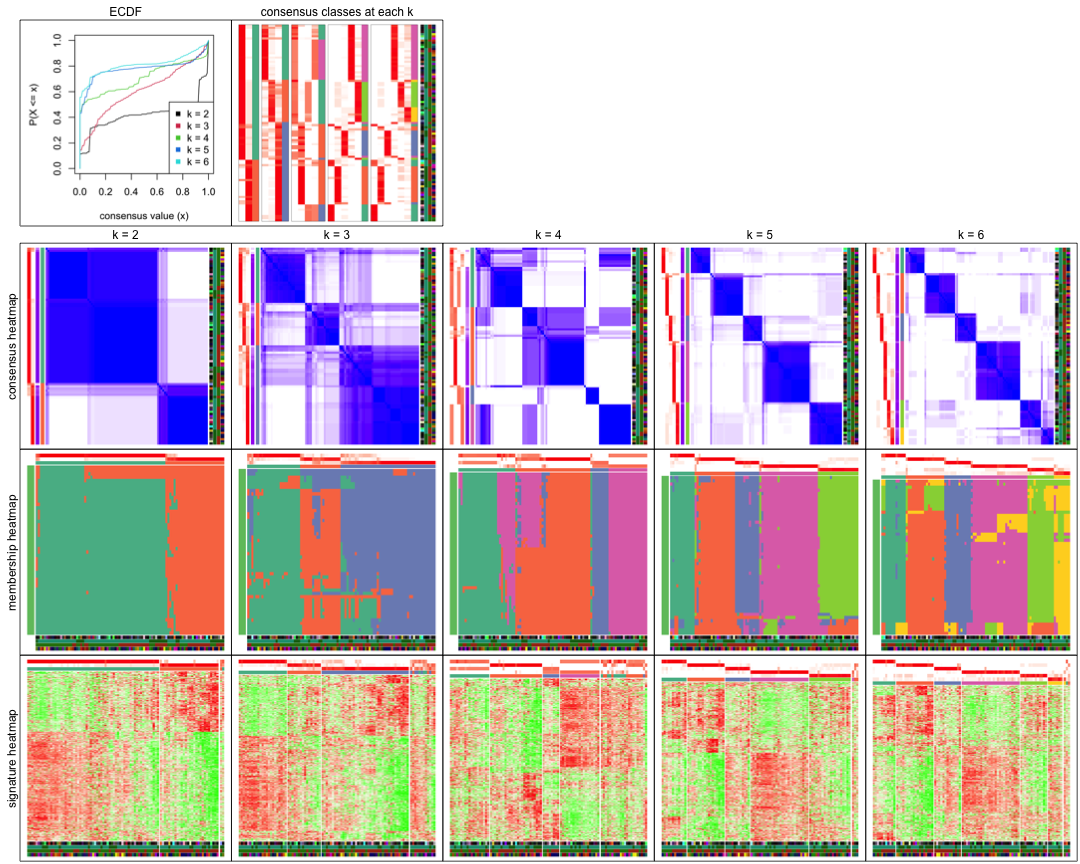 ECDF
consensus classes at each k
P(X <= x)
1.0
0.8
0.6
0.4
0.2
0.0
k = 2
k = 3
k = 4
k = 5
k = 6
0.0 0.2 0.4 0.6 0.8 1.0
consensus value (x)
k = 2 k = 3 k = 4 k = 5 k = 6
consensus heatmap
membership heatmap
signature heatmap